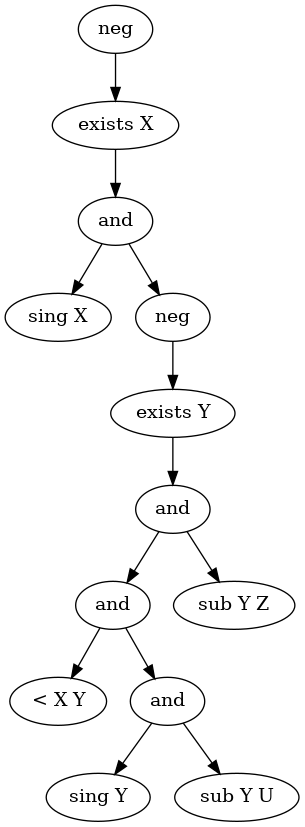 neg
exists X
and
sing X
neg
exists Y
and
and
sub Y Z
< X Y
and
sing Y
sub Y U